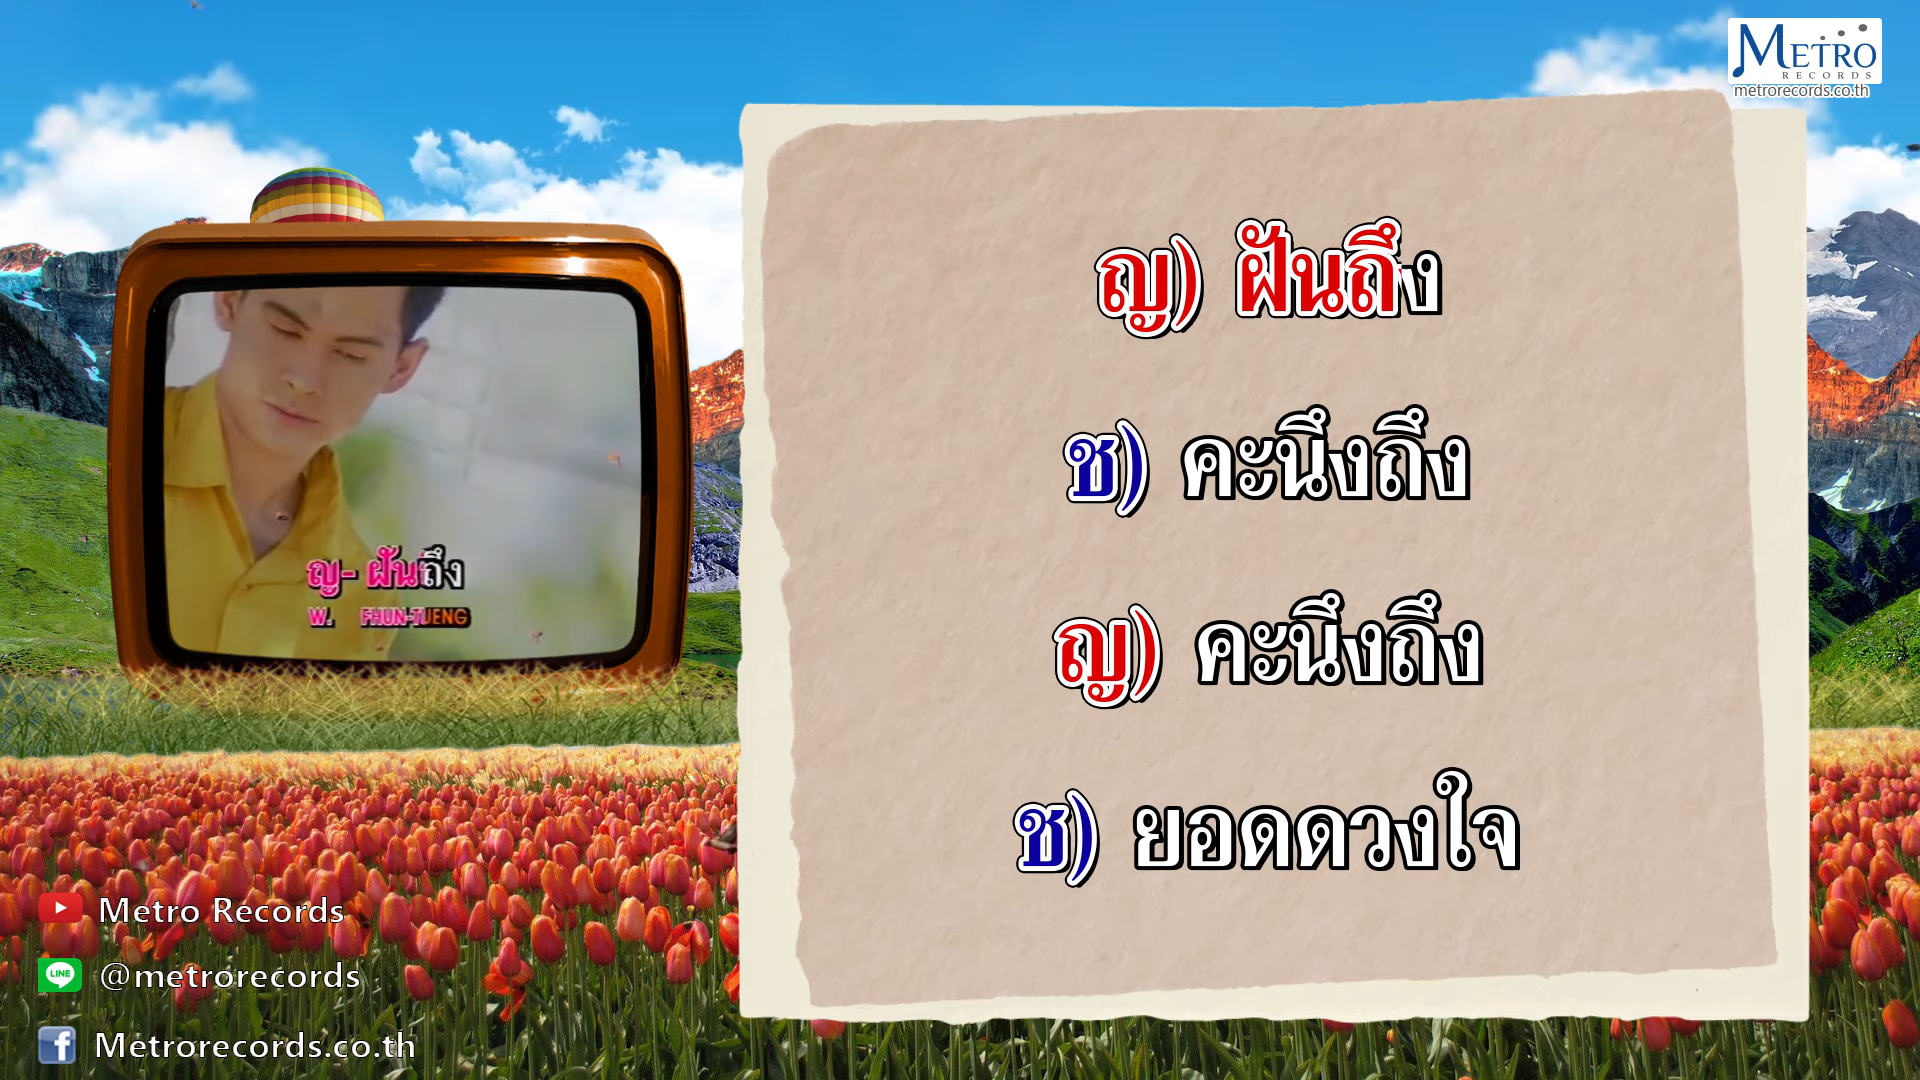 METRO
RECORDS
metrorecords.co.th
ญ) ฝันถึง
ช) คะนึงถึง
ญ) คะนึงถึง
ช) ยอดดวงใจ
ญ- ฝันถึง
W. FHUN-TUENG
Metro Records
LINE @metrorecords
f Metrorecords.co.th